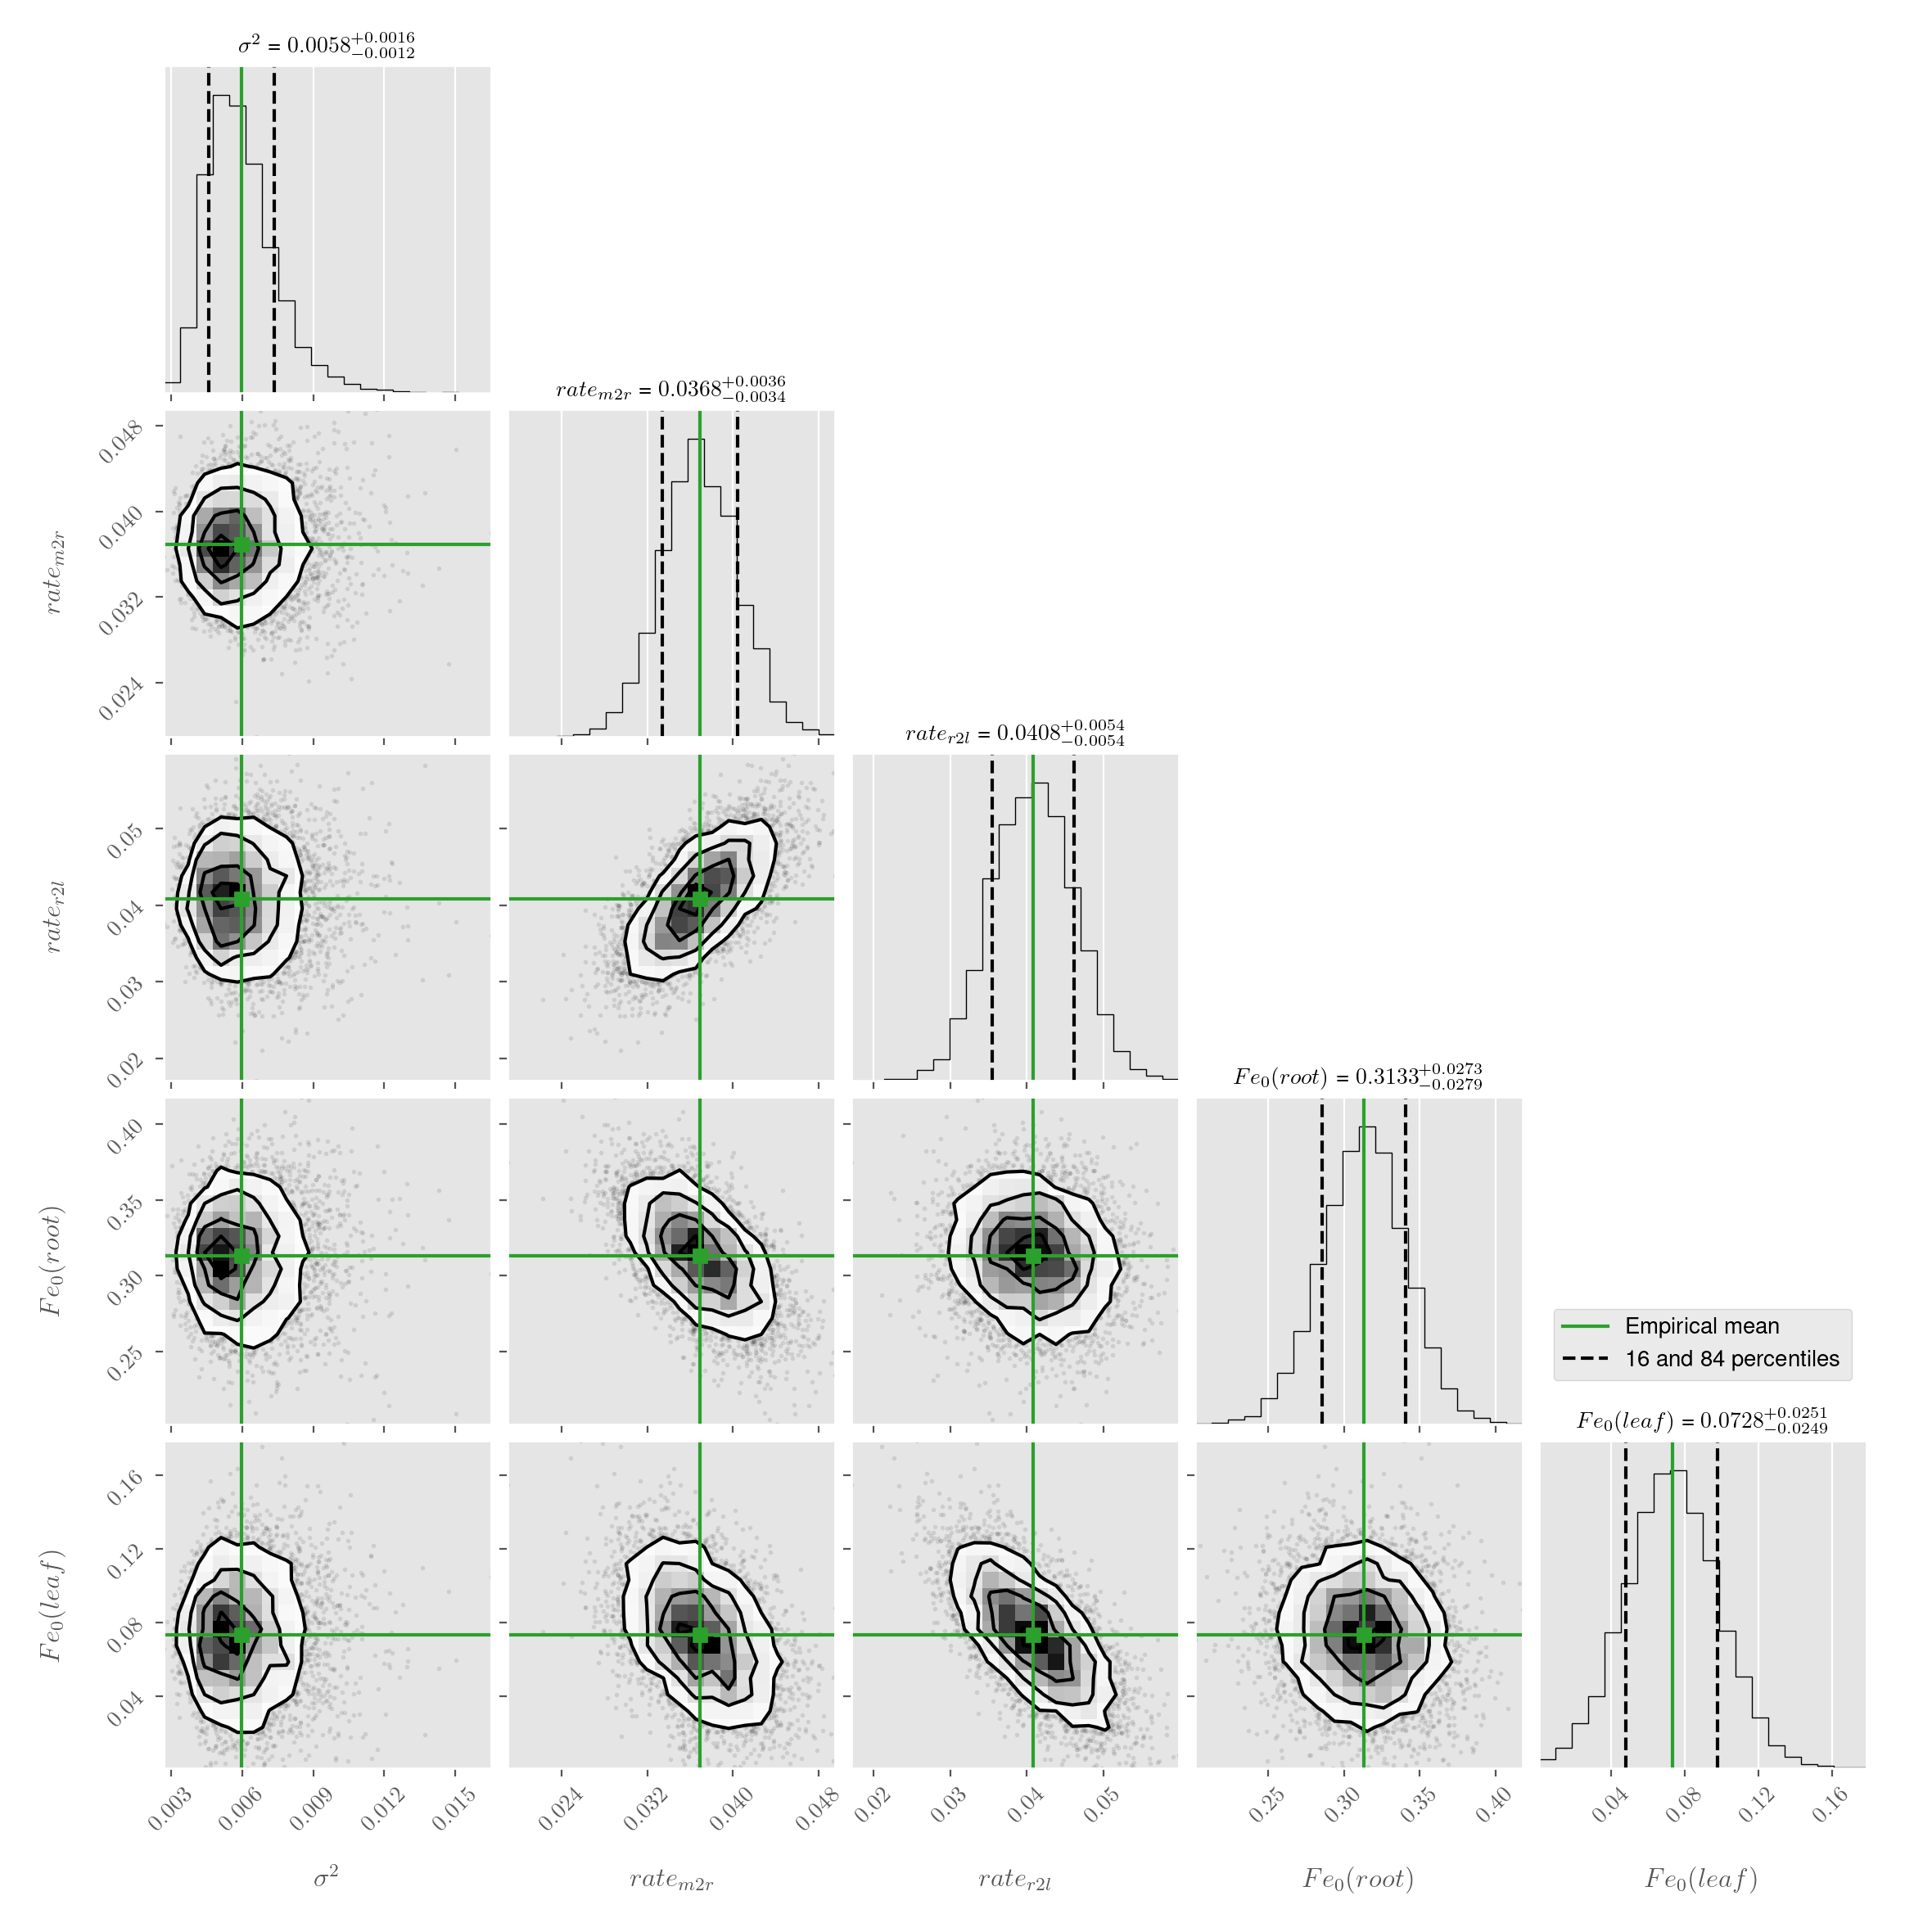 σ² = 0.0058 +0.0016 −0.0012
rate_m2r = 0.0368 +0.0036 −0.0034
0.048
0.040
0.032
0.024
rate_m2r
rate_r2l = 0.0408 +0.0054 −0.0054
0.05
0.04
0.03
0.02
rate_r2l
Fe₀(root) = 0.3133 +0.0273 −0.0279
0.40
0.35
0.30
0.25
Fe₀(root)
Empirical mean
16 and 84 percentiles
Fe₀(leaf) = 0.0728 +0.0251 −0.0249
0.16
0.12
0.08
0.04
Fe₀(leaf)
0.003 0.006 0.009 0.012 0.015 0.024 0.032 0.040 0.048 0.02 0.03 0.04 0.05 0.25 0.30 0.35 0.40 0.04 0.08 0.12 0.16
σ² rate_m2r rate_r2l Fe₀(root) Fe₀(leaf)